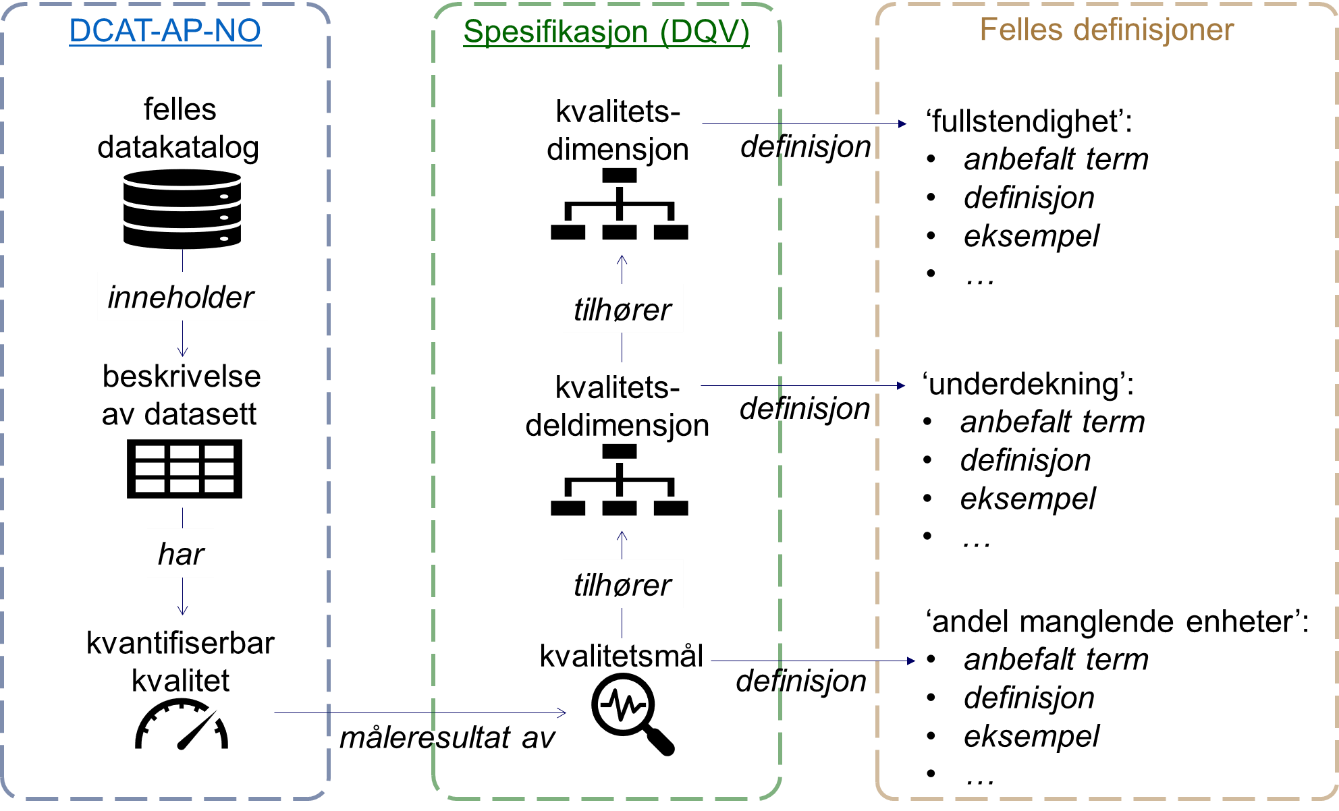 DCAT-AP-NO
felles
datakatalog
inneholder
beskrivelse
av datasett
har
kvantifiserbar
kvalitet
måleresultat av
Spesifikasjon (DQV)
kvalitets-
dimensjon
definisjon
tilhører
kvalitets-
deldimensjon
definisjon
tilhører
kvalitetsmål
definisjon
Felles definisjoner
‘fullstendighet’:
• anbefalt term
• definisjon
• eksempel
• …
‘underdekning’:
• anbefalt term
• definisjon
• eksempel
• …
‘andel manglende enheter’:
• anbefalt term
• definisjon
• eksempel
• …